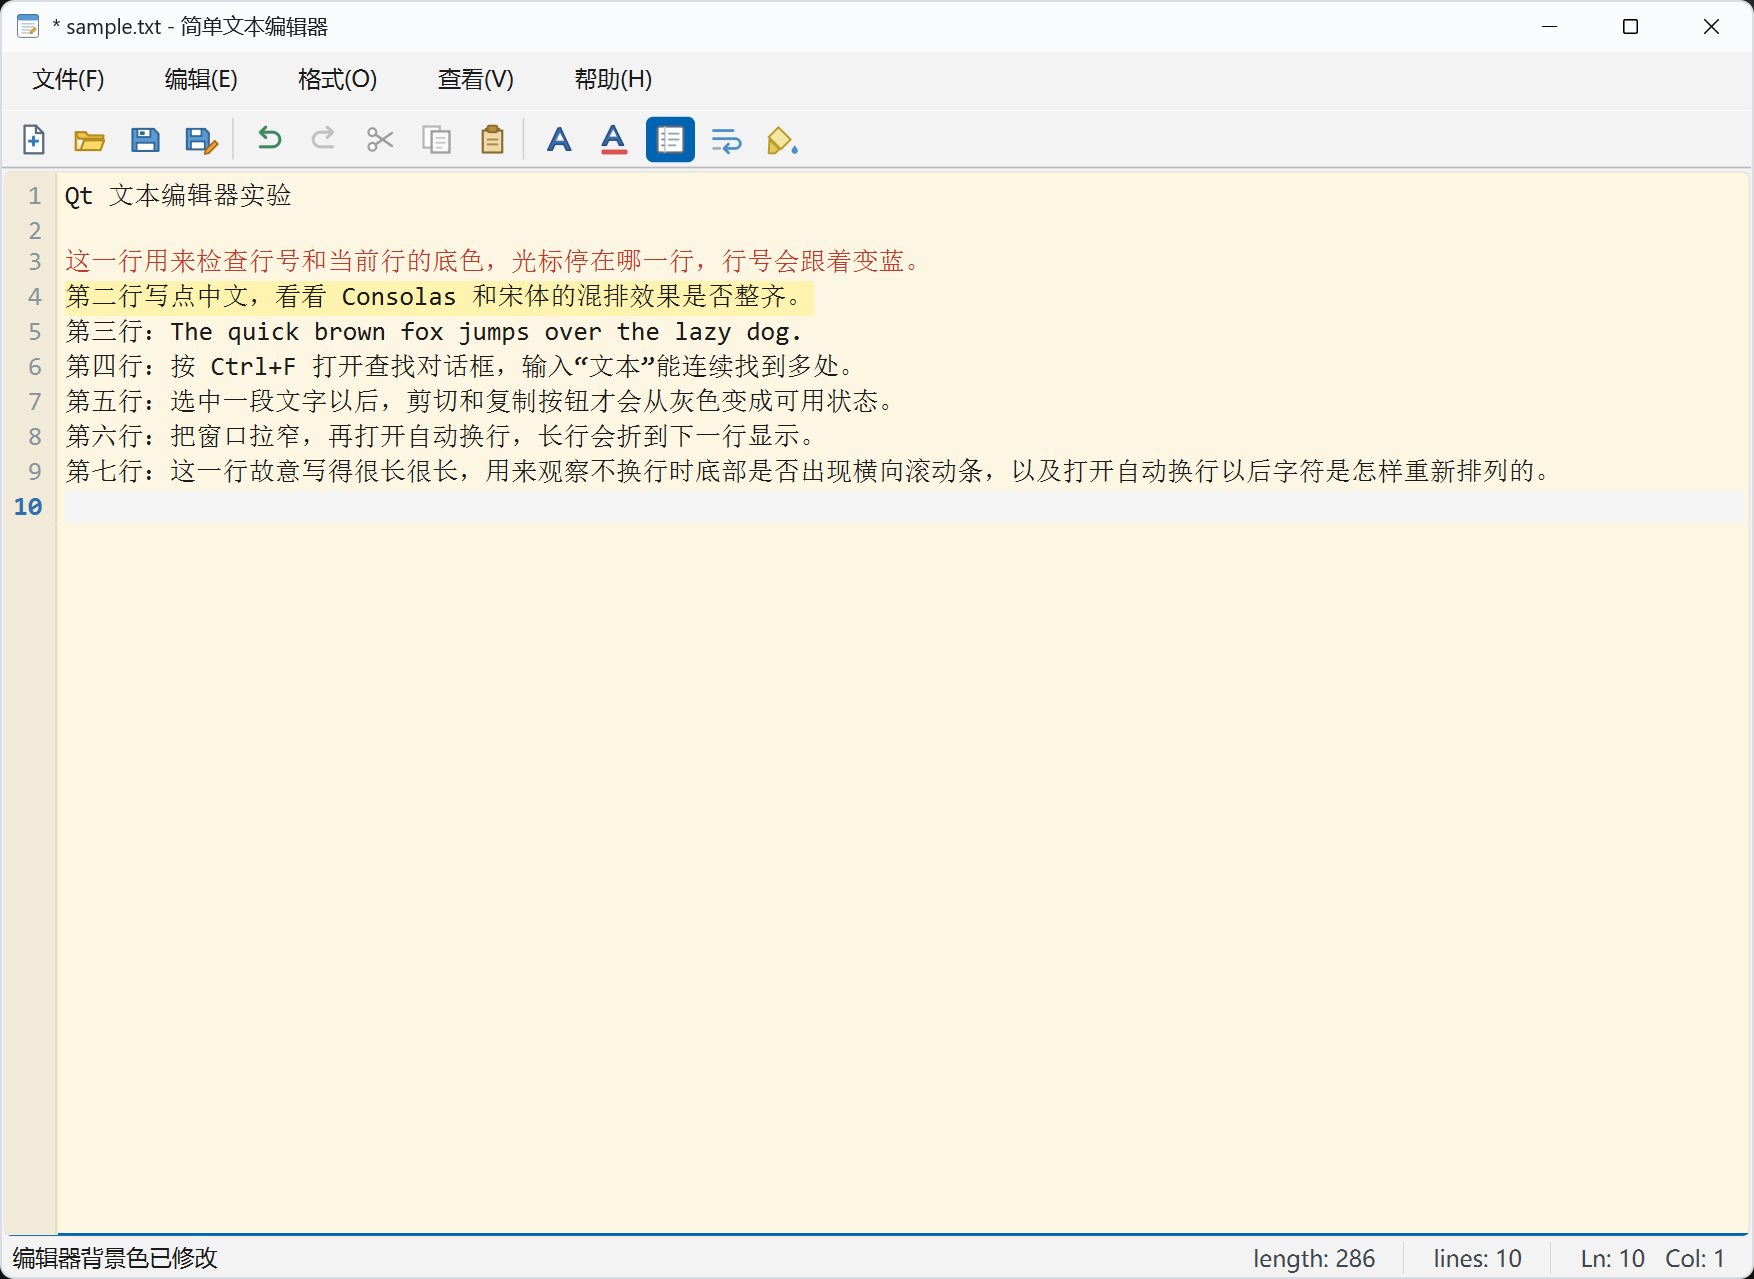 * sample.txt - 简单文本编辑器
文件(F) 编辑(E) 格式(O) 查看(V) 帮助(H)
1 Qt 文本编辑器实验
2
3 这一行用来检查行号和当前行的底色，光标停在哪一行，行号会跟着变蓝。
4 第二行写点中文，看看 Consolas 和宋体的混排效果是否整齐。
5 第三行：The quick brown fox jumps over the lazy dog.
6 第四行：按 Ctrl+F 打开查找对话框，输入“文本”能连续找到多处。
7 第五行：选中一段文字以后，剪切和复制按钮才会从灰色变成可用状态。
8 第六行：把窗口拉窄，再打开自动换行，长行会折到下一行显示。
9 第七行：这一行故意写得很长很长，用来观察不换行时底部是否出现横向滚动条，以及打开自动换行以后字符是怎样重新排列的。
10
编辑器背景色已修改 length: 286 lines: 10 Ln: 10 Col: 1